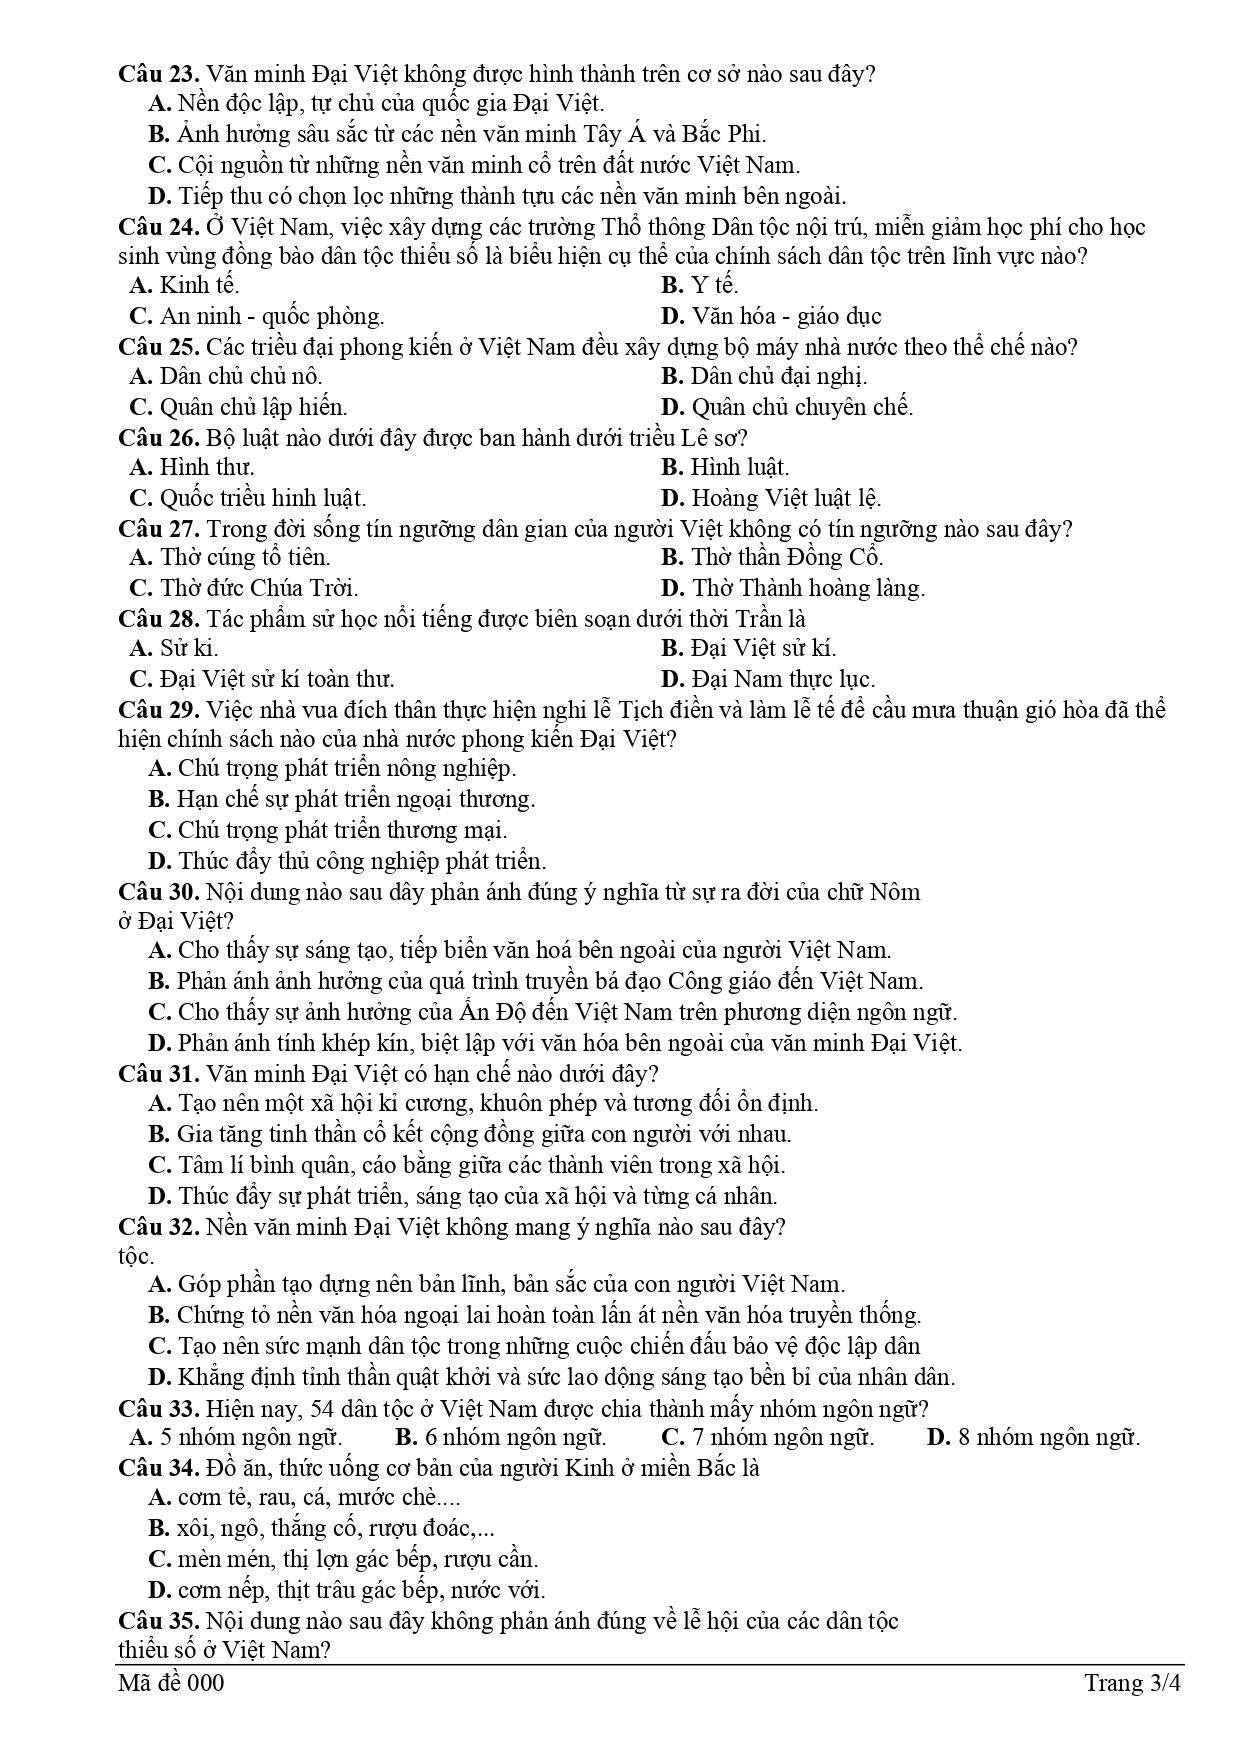 Câu 23. Văn minh Đại Việt không được hình thành trên cơ sở nào sau đây?
A. Nền độc lập, tự chủ của quốc gia Đại Việt.
B. Ảnh hưởng sâu sắc từ các nền văn minh Tây Á và Bắc Phi.
C. Cội nguồn từ những nền văn minh cổ trên đất nước Việt Nam.
D. Tiếp thu có chọn lọc những thành tựu các nền văn minh bên ngoài.
Câu 24. Ở Việt Nam, việc xây dựng các trường Thổ thông Dân tộc nội trú, miễn giảm học phí cho học
sinh vùng đồng bào dân tộc thiểu số là biểu hiện cụ thể của chính sách dân tộc trên lĩnh vực nào?
A. Kinh tế. B. Y tế.
C. An ninh - quốc phòng. D. Văn hóa - giáo dục
Câu 25. Các triều đại phong kiến ở Việt Nam đều xây dựng bộ máy nhà nước theo thể chế nào?
A. Dân chủ chủ nô. B. Dân chủ đại nghị.
C. Quân chủ lập hiến. D. Quân chủ chuyên chế.
Câu 26. Bộ luật nào dưới đây được ban hành dưới triều Lê sơ?
A. Hình thư. B. Hình luật.
C. Quốc triều hinh luật. D. Hoàng Việt luật lệ.
Câu 27. Trong đời sống tín ngưỡng dân gian của người Việt không có tín ngưỡng nào sau đây?
A. Thờ cúng tổ tiên. B. Thờ thần Đồng Cổ.
C. Thờ đức Chúa Trời. D. Thờ Thành hoàng làng.
Câu 28. Tác phẩm sử học nổi tiếng được biên soạn dưới thời Trần là
A. Sử ki. B. Đại Việt sử kí.
C. Đại Việt sử kí toàn thư. D. Đại Nam thực lục.
Câu 29. Việc nhà vua đích thân thực hiện nghi lễ Tịch điền và làm lễ tế để cầu mưa thuận gió hòa đã thể
hiện chính sách nào của nhà nước phong kiến Đại Việt?
A. Chú trọng phát triển nông nghiệp.
B. Hạn chế sự phát triển ngoại thương.
C. Chú trọng phát triển thương mại.
D. Thúc đẩy thủ công nghiệp phát triển.
Câu 30. Nội dung nào sau dây phản ánh đúng ý nghĩa từ sự ra đời của chữ Nôm
ở Đại Việt?
A. Cho thấy sự sáng tạo, tiếp biển văn hoá bên ngoài của người Việt Nam.
B. Phản ánh ảnh hưởng của quá trình truyền bá đạo Công giáo đến Việt Nam.
C. Cho thấy sự ảnh hưởng của Ấn Độ đến Việt Nam trên phương diện ngôn ngữ.
D. Phản ánh tính khép kín, biệt lập với văn hóa bên ngoài của văn minh Đại Việt.
Câu 31. Văn minh Đại Việt có hạn chế nào dưới đây?
A. Tạo nên một xã hội kỉ cương, khuôn phép và tương đối ổn định.
B. Gia tăng tinh thần cổ kết cộng đồng giữa con người với nhau.
C. Tâm lí bình quân, cáo bằng giữa các thành viên trong xã hội.
D. Thúc đẩy sự phát triển, sáng tạo của xã hội và từng cá nhân.
Câu 32. Nền văn minh Đại Việt không mang ý nghĩa nào sau đây?
tộc.
A. Góp phần tạo dựng nên bản lĩnh, bản sắc của con người Việt Nam.
B. Chứng tỏ nền văn hóa ngoại lai hoàn toàn lấn át nền văn hóa truyền thống.
C. Tạo nên sức mạnh dân tộc trong những cuộc chiến đấu bảo vệ độc lập dân
D. Khẳng định tỉnh thần quật khởi và sức lao dộng sáng tạo bền bỉ của nhân dân.
Câu 33. Hiện nay, 54 dân tộc ở Việt Nam được chia thành mấy nhóm ngôn ngữ?
A. 5 nhóm ngôn ngữ. B. 6 nhóm ngôn ngữ. C. 7 nhóm ngôn ngữ. D. 8 nhóm ngôn ngữ.
Câu 34. Đồ ăn, thức uống cơ bản của người Kinh ở miền Bắc là
A. cơm tẻ, rau, cá, mước chè....
B. xôi, ngô, thắng cố, rượu đoác,...
C. mèn mén, thị lợn gác bếp, rượu cần.
D. cơm nếp, thịt trâu gác bếp, nước vối.
Câu 35. Nội dung nào sau đây không phản ánh đúng về lễ hội của các dân tộc
thiểu số ở Việt Nam?
Mã đề 000 Trang 3/4